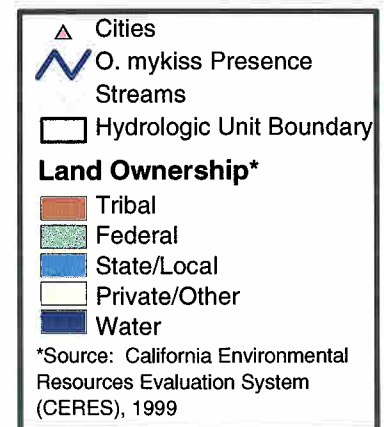 Cities
O. mykiss Presence
Streams
Hydrologic Unit Boundary
Land Ownership*
Tribal
Federal
State/Local
Private/Other
Water
*Source: California Environmental
Resources Evaluation System
(CERES), 1999